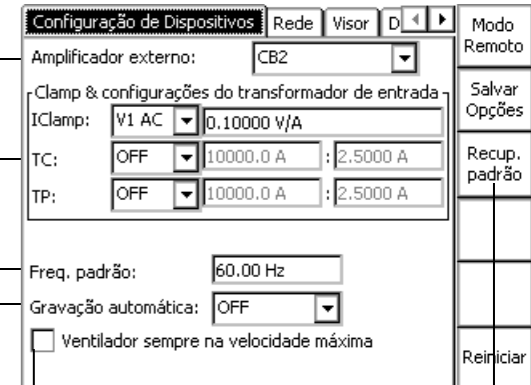 Configuração de Dispositivos Rede Visor D
Modo Remoto
Amplificador externo: CB2
Clamp & configurações do transformador de entrada
Salvar Opções
IClamp: V1 AC 0.10000 V/A
TC: OFF 10000.0 A : 2.5000 A
Recup. padrão
TP: OFF 10000.0 A : 2.5000 A
Freq. padrão: 60.00 Hz
Gravação automática: OFF
Ventilador sempre na velocidade máxima
Reiniciar